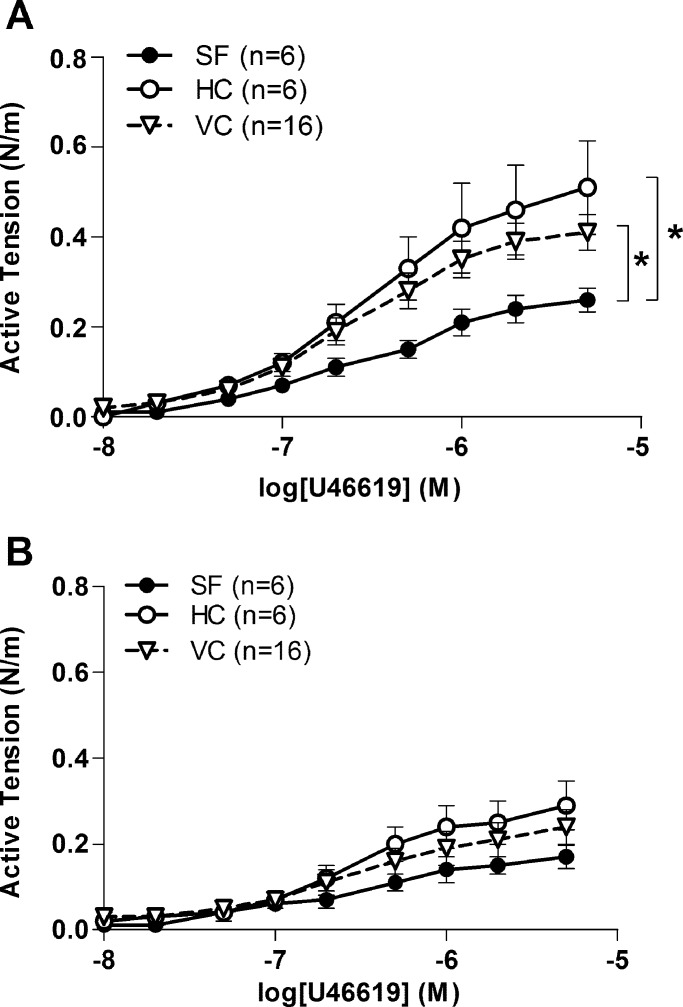 A
SF (n=6)
HC (n=6)
VC (n=16)
Active Tension (N/m)
0.8
0.6
0.4
0.2
0.0
*
*
-8
-7
-6
-5
log[U46619] (M)
B
SF (n=6)
HC (n=6)
VC (n=16)
Active Tension (N/m)
0.8
0.6
0.4
0.2
0.0
-8
-7
-6
-5
log[U46619] (M)